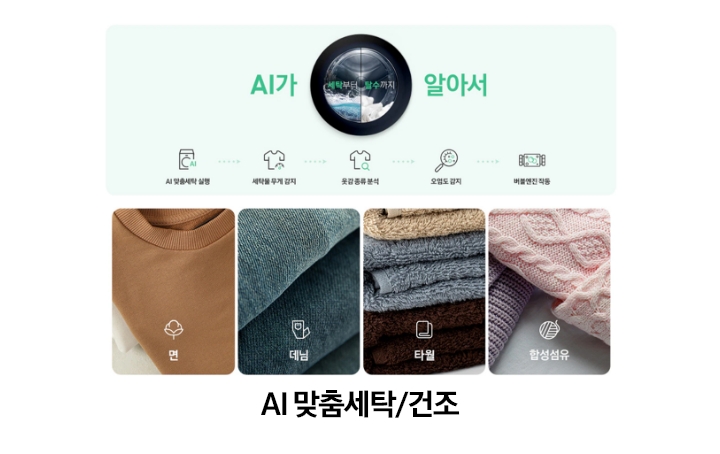 AI가 세탁부터 탈수까지 알아서
AI
AI 맞춤세탁 실행
세탁물 무게 감지
옷감 종류 분석
오염도 감지
버블엔진 작동
면
데님
타월
합성섬유
AI 맞춤세탁/건조